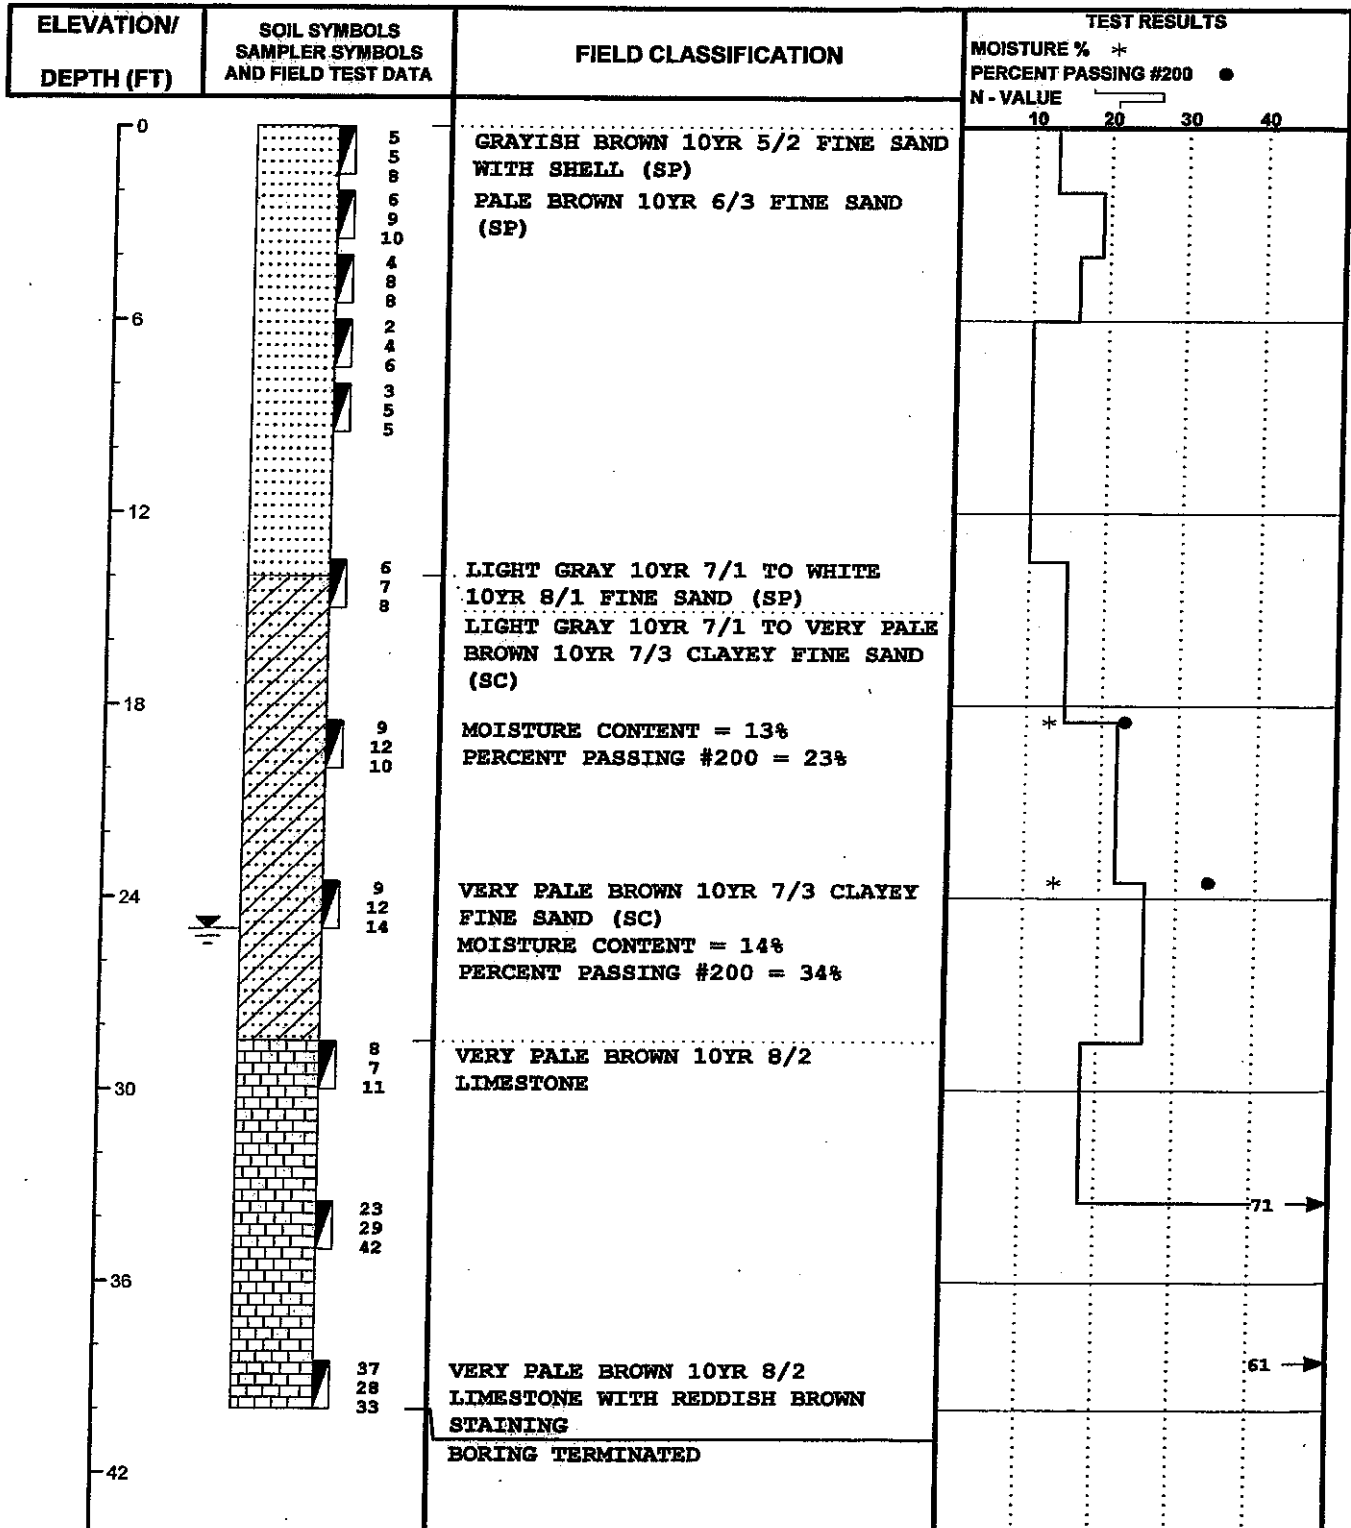 ELEVATION/
DEPTH (FT)
SOIL SYMBOLS
SAMPLER SYMBOLS
AND FIELD TEST DATA
FIELD CLASSIFICATION
TEST RESULTS
MOISTURE % *
PERCENT PASSING #200 ●
N - VALUE
10 20 30 40
0
5
5
8
GRAYISH BROWN 10YR 5/2 FINE SAND
WITH SHELL (SP)
6
9
10
PALE BROWN 10YR 6/3 FINE SAND
(SP)
4
8
8
6
2
4
6
3
5
5
12
6
7
8
LIGHT GRAY 10YR 7/1 TO WHITE
10YR 8/1 FINE SAND (SP)
LIGHT GRAY 10YR 7/1 TO VERY PALE
BROWN 10YR 7/3 CLAYEY FINE SAND
(SC)
18
9
12
10
MOISTURE CONTENT = 13%
PERCENT PASSING #200 = 23%
* ●
24
9
12
14
VERY PALE BROWN 10YR 7/3 CLAYEY
FINE SAND (SC)
MOISTURE CONTENT = 14%
PERCENT PASSING #200 = 34%
* ●
8
7
11
VERY PALE BROWN 10YR 8/2
LIMESTONE
30
23
29
42
71
36
37
28
33
VERY PALE BROWN 10YR 8/2
LIMESTONE WITH REDDISH BROWN
STAINING
61
BORING TERMINATED
42